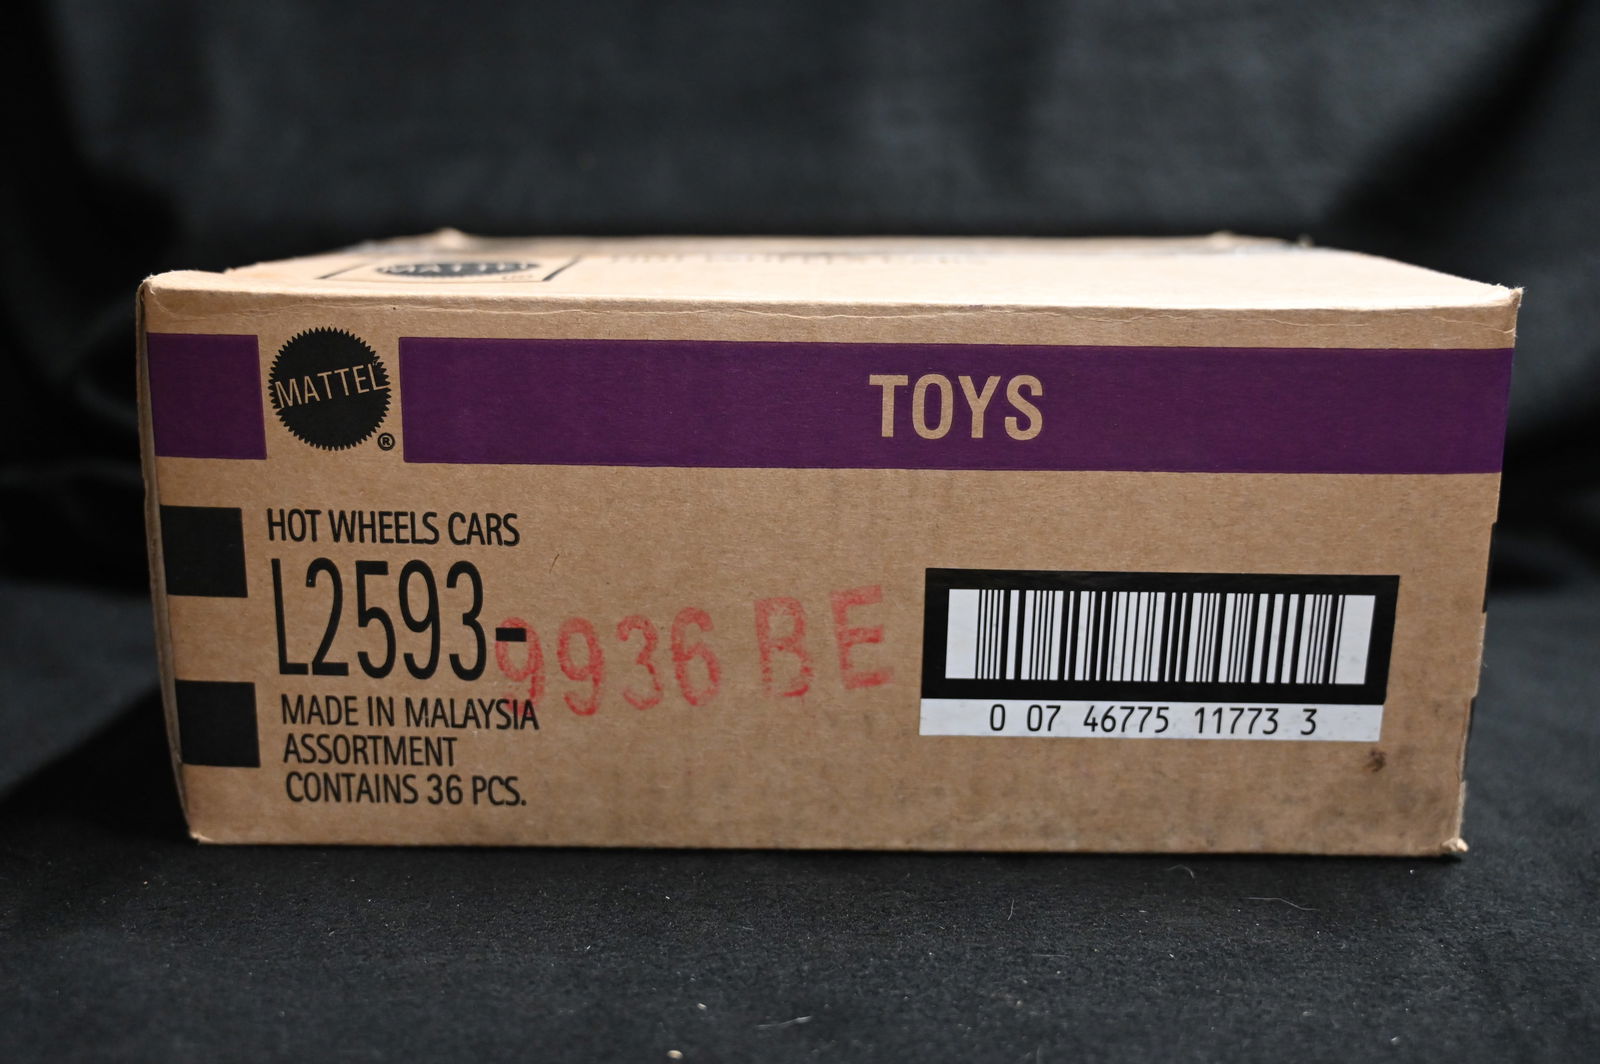 MATTEL
MATTEL
®
TOYS
HOT WHEELS CARS
L2593-
9936 BE
MADE IN MALAYSIA
ASSORTMENT
CONTAINS 36 PCS.
0 07 46775 11773 3